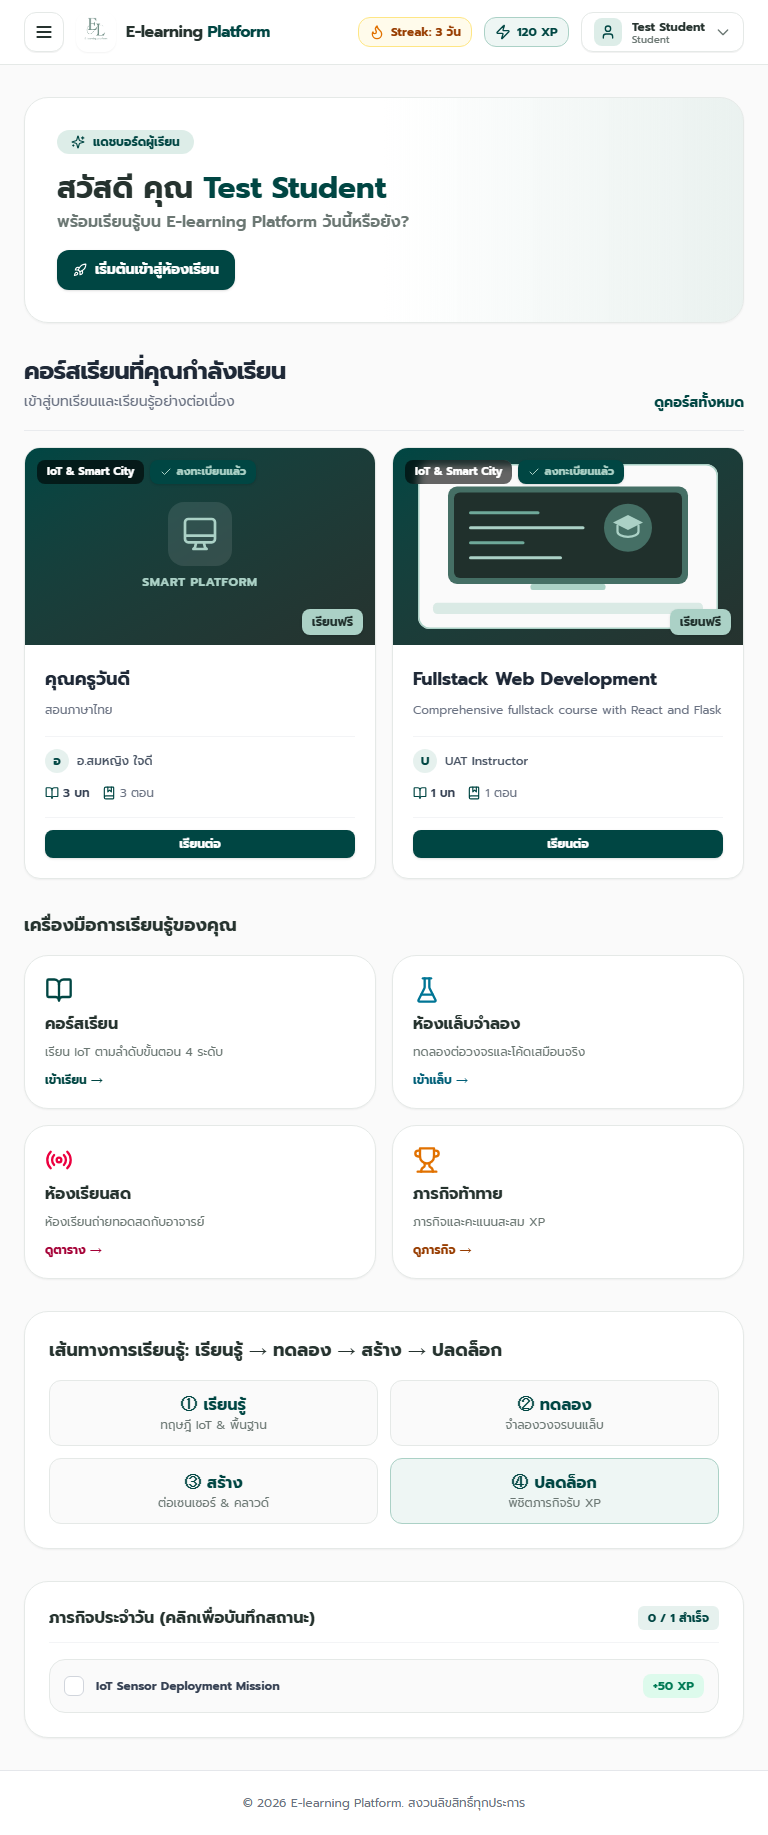 EL
E-learning Platform
Streak: 3 วัน
120 XP
Test Student
Student
แดชบอร์ดผู้เรียน
สวัสดี คุณ Test Student
พร้อมเรียนรู้บน E-learning Platform วันนี้หรือยัง?
เริ่มต้นเข้าสู่ห้องเรียน
คอร์สเรียนที่คุณกำลังเรียน
เข้าสู่บทเรียนและเรียนรู้อย่างต่อเนื่อง
ดูคอร์สทั้งหมด
IoT & Smart City
ลงทะเบียนแล้ว
SMART PLATFORM
เรียนฟรี
คุณครูวันดี
สอนภาษาไทย
อ
อ.สมหญิง ใจดี
3 บท
3 ตอน
เรียนต่อ
IoT & Smart City
ลงทะเบียนแล้ว
เรียนฟรี
Fullstack Web Development
Comprehensive fullstack course with React and Flask
U
UAT Instructor
1 บท
1 ตอน
เรียนต่อ
เครื่องมือการเรียนรู้ของคุณ
คอร์สเรียน
เรียน IoT ตามลำดับขั้นตอน 4 ระดับ
เข้าเรียน →
ห้องแล็บจำลอง
ทดลองต่อวงจรและโค้ดเสมือนจริง
เข้าแล็บ →
ห้องเรียนสด
ห้องเรียนถ่ายทอดสดกับอาจารย์
ดูตาราง →
ภารกิจท้าทาย
ภารกิจและคะแนนสะสม XP
ดูภารกิจ →
เส้นทางการเรียนรู้: เรียนรู้ → ทดลอง → สร้าง → ปลดล็อก
① เรียนรู้
ทฤษฎี IoT & พื้นฐาน
② ทดลอง
จำลองวงจรบนแล็บ
③ สร้าง
ต่อเซนเซอร์ & คลาวด์
④ ปลดล็อก
พิชิตภารกิจรับ XP
ภารกิจประจำวัน (คลิกเพื่อบันทึกสถานะ)
0 / 1 สำเร็จ
IoT Sensor Deployment Mission
+50 XP
© 2026 E-learning Platform. สงวนลิขสิทธิ์ทุกประการ